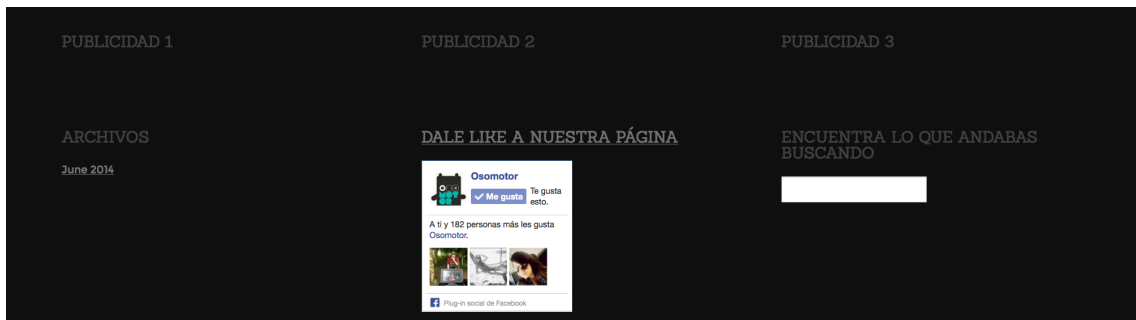 PUBLICIDAD 1
PUBLICIDAD 2
PUBLICIDAD 3
ARCHIVOS
June 2014
DALE LIKE A NUESTRA PÁGINA
Osomotor
Me gusta
Te gusta
esto.
A ti y 182 personas más les gusta
Osomotor.
Plug-in social de Facebook
ENCUENTRA LO QUE ANDABAS
BUSCANDO